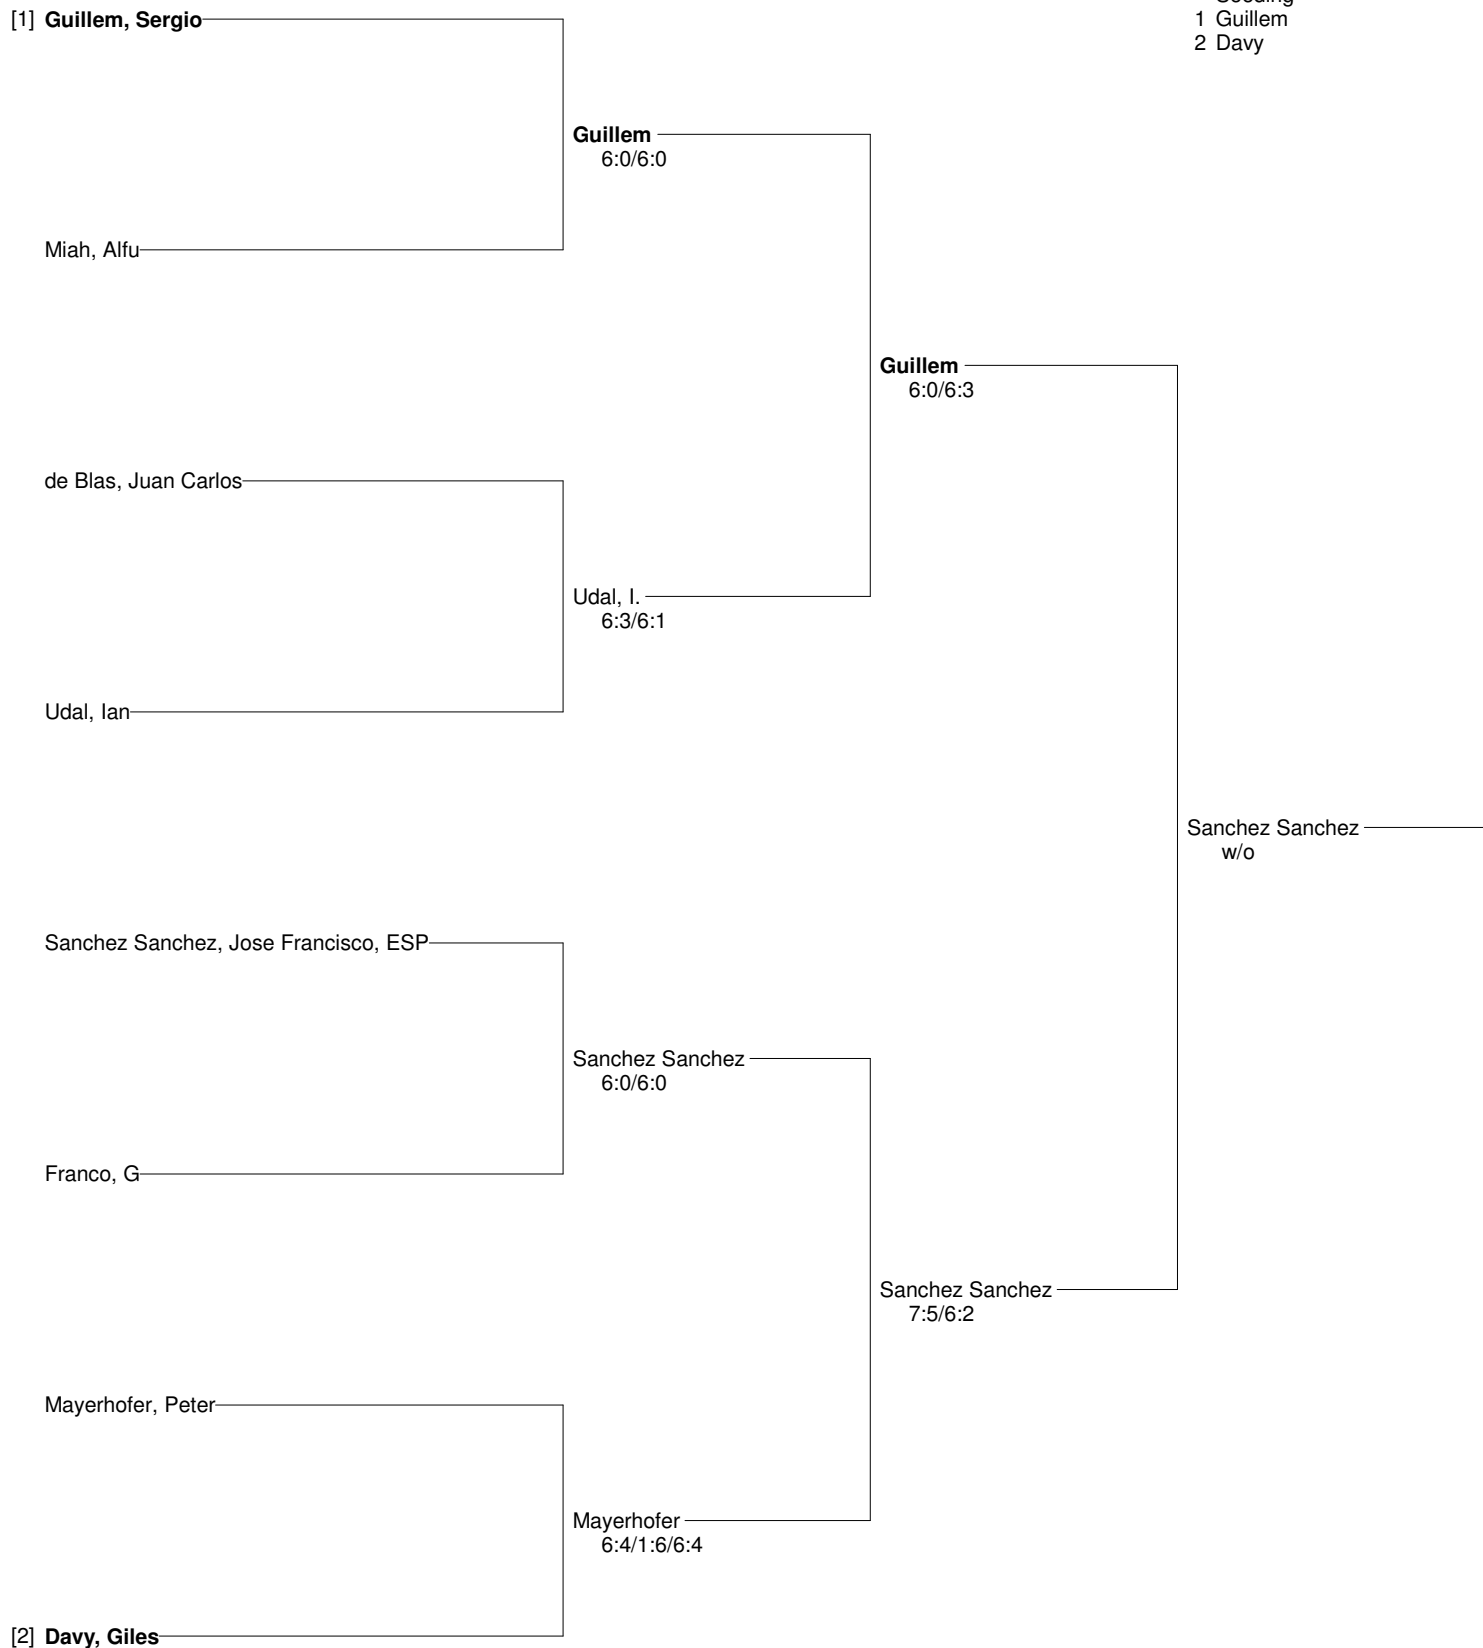 [1] Guillem, Sergio
Seeding
1 Guillem
2 Davy
Guillem
6:0/6:0
Miah, Alfu
Guillem
6:0/6:3
de Blas, Juan Carlos
Udal, I.
6:3/6:1
Udal, Ian
Sanchez Sanchez
w/o
Sanchez Sanchez, Jose Francisco, ESP
Sanchez Sanchez
6:0/6:0
Franco, G
Sanchez Sanchez
7:5/6:2
Mayerhofer, Peter
Mayerhofer
6:4/1:6/6:4
[2] Davy, Giles